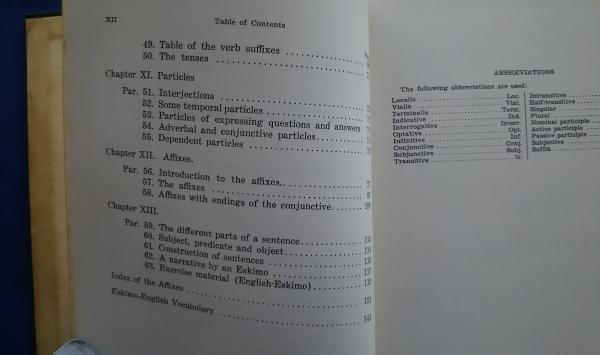 XII Table of Contents
49. Table of the verb suffixes
50. The tenses
Chapter XI. Particles
Par. 51. Interjections
52. Some temporal particles
53. Particles of expressing questions and answers
54. Adverbial and conjunctive particles
55. Dependent particles
Chapter XII. Affixes.
Par. 56. Introduction to the affixes. 77
57. The affixes
58. Affixes with endings of the conjunctive
Chapter XIII.
Par. 59. The different parts of a sentence
60. Subject, predicate and object
61. Construction of sentences
62. A narrative by an Eskimo
63. Exercise material (English-Eskimo)
Index of the Affixes
Eskimo-English Vocabulary
ABBREVIATIONS
The following abbreviations are used:
Localis Loc.
Vialis Vial.
Terminalis Term.
Indicative Ind.
Interrogative Interr.
Optative Opt.
Infinitive Inf.
Conjunctive Conj.
Subjunctive Subj.
Transitive tr.
Intransitive
Half-transitive
Singular
Plural
Nominal participle
Active participle
Passive participle
Subjective
Suffix